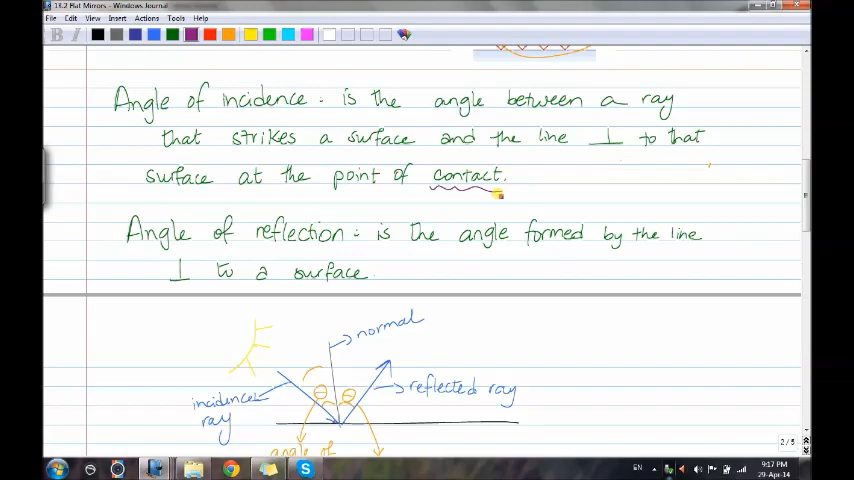 13.2 Flat Mirrors - Windows Journal
File Edit View Insert Actions Tools Help
B I
Angle of incidence: is the angle between a ray
that strikes a surface and the line ⊥ to that
surface at the point of contact.
Angle of reflection: is the angle formed by the line
⊥ to a surface.
normal
θ θ
reflected ray
incidence
ray
angle of
2/5
EN
9:17 PM
29-Apr-14